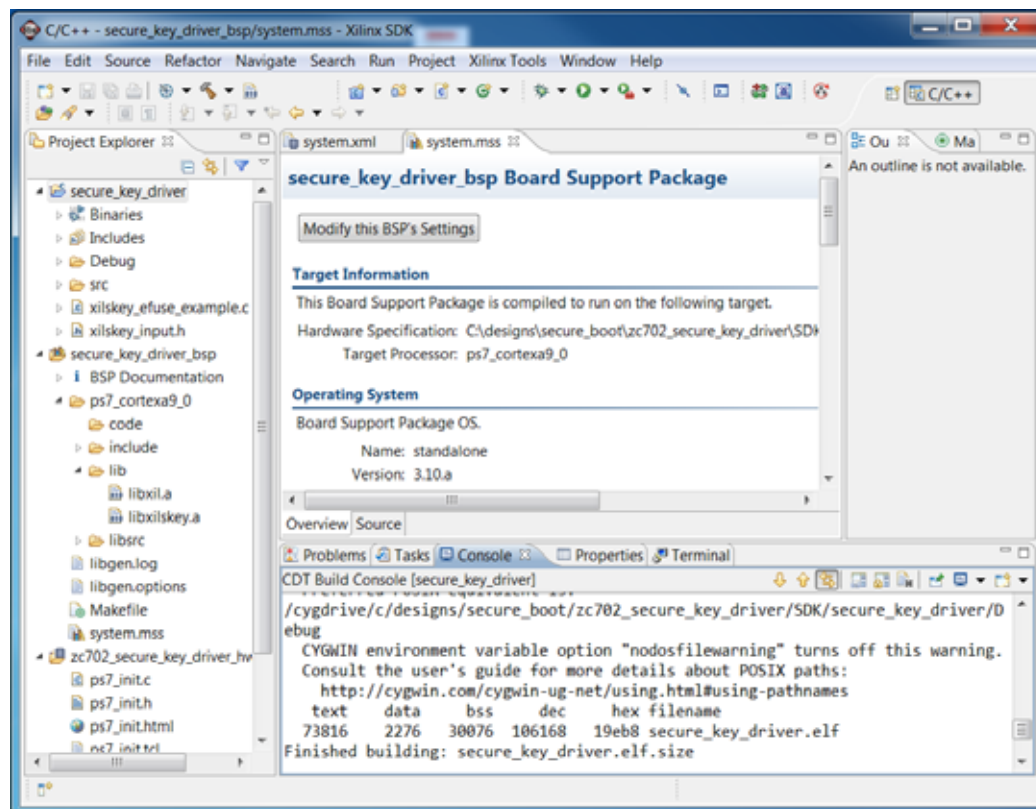 C/C++ - secure_key_driver_bsp/system.mss - Xilinx SDK
File Edit Source Refactor Navigate Search Run Project Xilinx Tools Window Help
C/C++
Project Explorer
secure_key_driver
Binaries
Includes
Debug
src
xilskey_efuse_example.c
xilskey_input.h
secure_key_driver_bsp
BSP Documentation
ps7_cortexa9_0
code
include
lib
libxil.a
libxilskey.a
libsrc
libgen.log
libgen.options
Makefile
system.mss
zc702_secure_key_driver_hw
ps7_init.c
ps7_init.h
ps7_init.html
ps7_init.tcl
system.xml system.mss
secure_key_driver_bsp Board Support Package
Modify this BSP's Settings
Target Information
This Board Support Package is compiled to run on the following target.
Hardware Specification: C:\designs\secure_boot\zc702_secure_key_driver\SDK
Target Processor: ps7_cortexa9_0
Operating System
Board Support Package OS.
Name: standalone
Version: 3.10.a
Overview Source
Ou Ma
An outline is not available.
Problems Tasks Console Properties Terminal
CDT Build Console [secure_key_driver]
Preferred POSIX equivalent is:
/cygdrive/c/designs/secure_boot/zc702_secure_key_driver/SDK/secure_key_driver/D
ebug
CYGWIN environment variable option "nodosfilewarning" turns off this warning.
Consult the user's guide for more details about POSIX paths:
http://cygwin.com/cygwin-ug-net/using.html#using-pathnames
text data bss dec hex filename
73816 2276 30076 106168 19eb8 secure_key_driver.elf
Finished building: secure_key_driver.elf.size